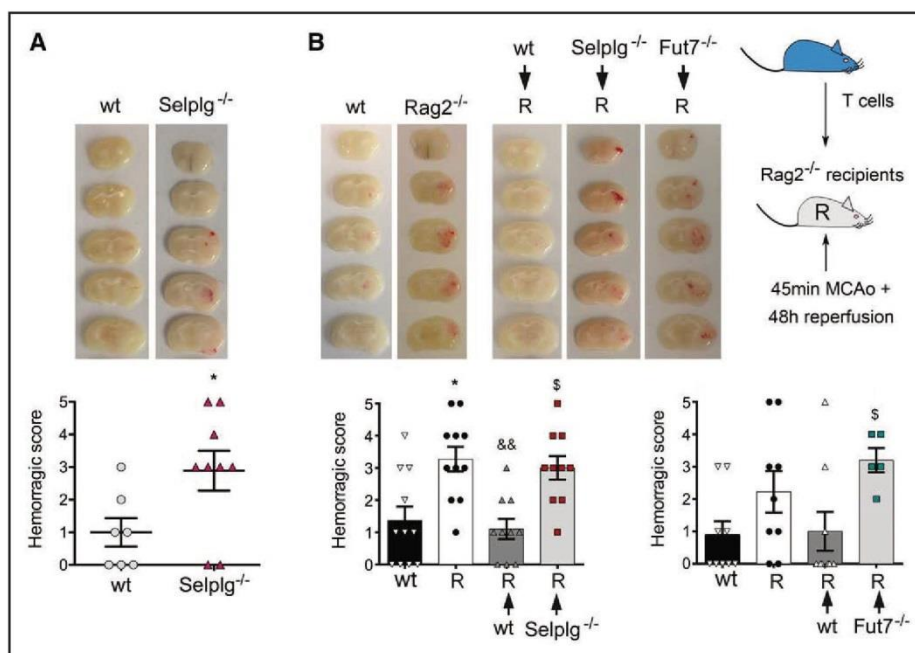 A
wt Selplg-/-
Hemorragic score
5
4
3
2
1
0
*
wt Selplg-/-
B
wt Selplg-/- Fut7-/-
wt Rag2-/- R R R
T cells
Rag2-/- recipients
R
45min MCAo +
48h reperfusion
Hemorragic score
5
4
3
2
1
0
* && $
wt R R R
wt Selplg-/-
Hemorragic score
5
4
3
2
1
0
$
wt R R R
wt Fut7-/-